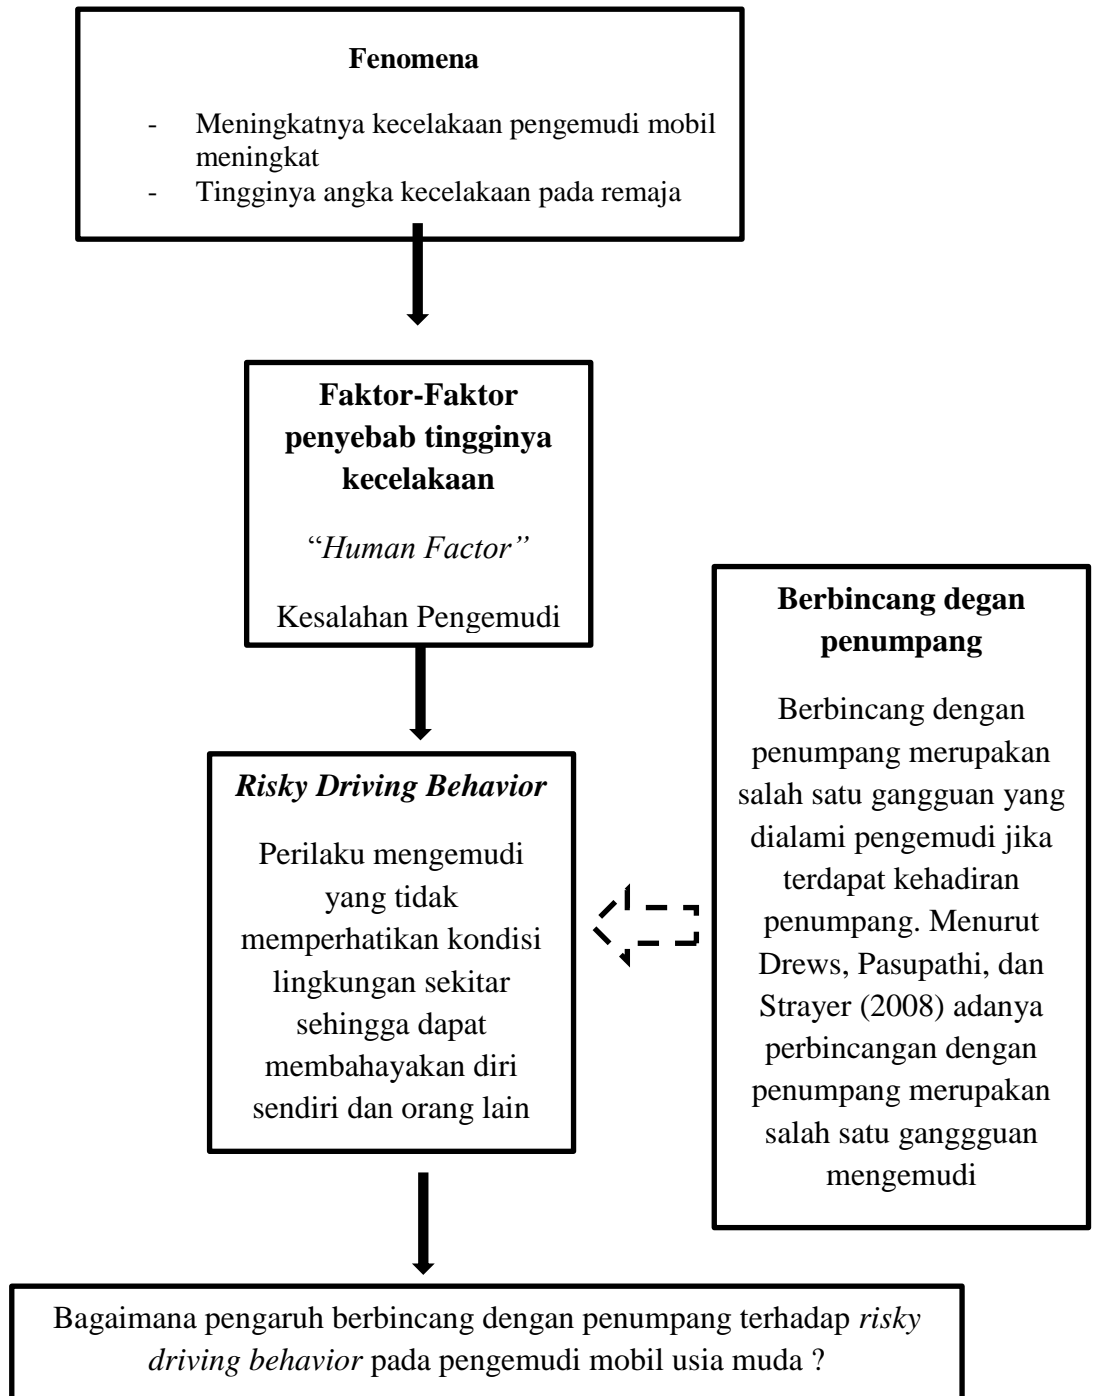 Fenomena
- Meningkatnya kecelakaan pengemudi mobil
meningkat
- Tingginya angka kecelakaan pada remaja
Faktor-Faktor
penyebab tingginya
kecelakaan
“Human Factor”
Kesalahan Pengemudi
Risky Driving Behavior
Perilaku mengemudi
yang tidak
memperhatikan kondisi
lingkungan sekitar
sehingga dapat
membahayakan diri
sendiri dan orang lain
Berbincang degan
penumpang
Berbincang dengan
penumpang merupakan
salah satu gangguan yang
dialami pengemudi jika
terdapat kehadiran
penumpang. Menurut
Drews, Pasupathi, dan
Strayer (2008) adanya
perbincangan dengan
penumpang merupakan
salah satu ganggguan
mengemudi
Bagaimana pengaruh berbincang dengan penumpang terhadap risky
driving behavior pada pengemudi mobil usia muda ?